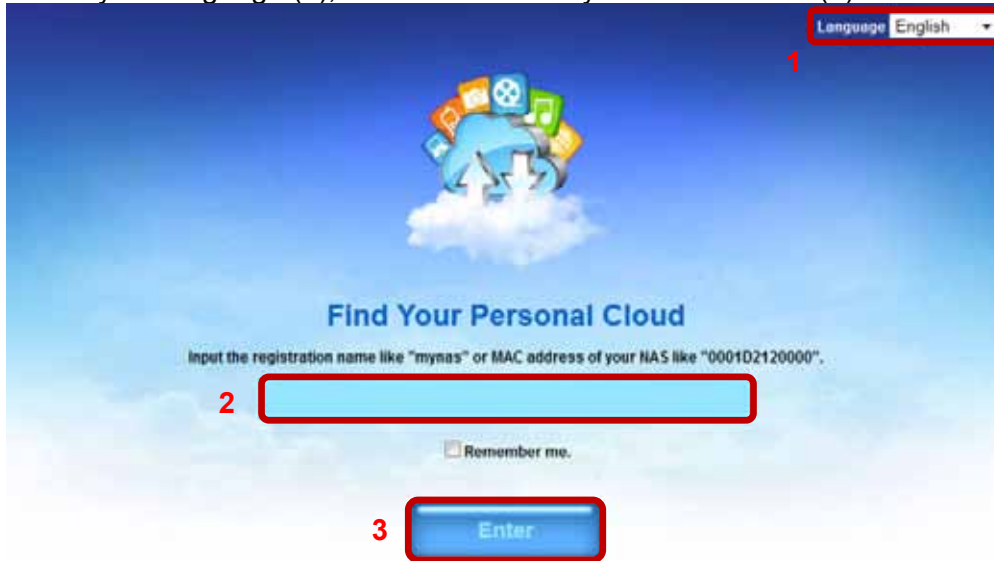 Language English
1
Find Your Personal Cloud
Input the registration name like "mynas" or MAC address of your NAS like "0001D2120000".
2
Remember me.
3 Enter